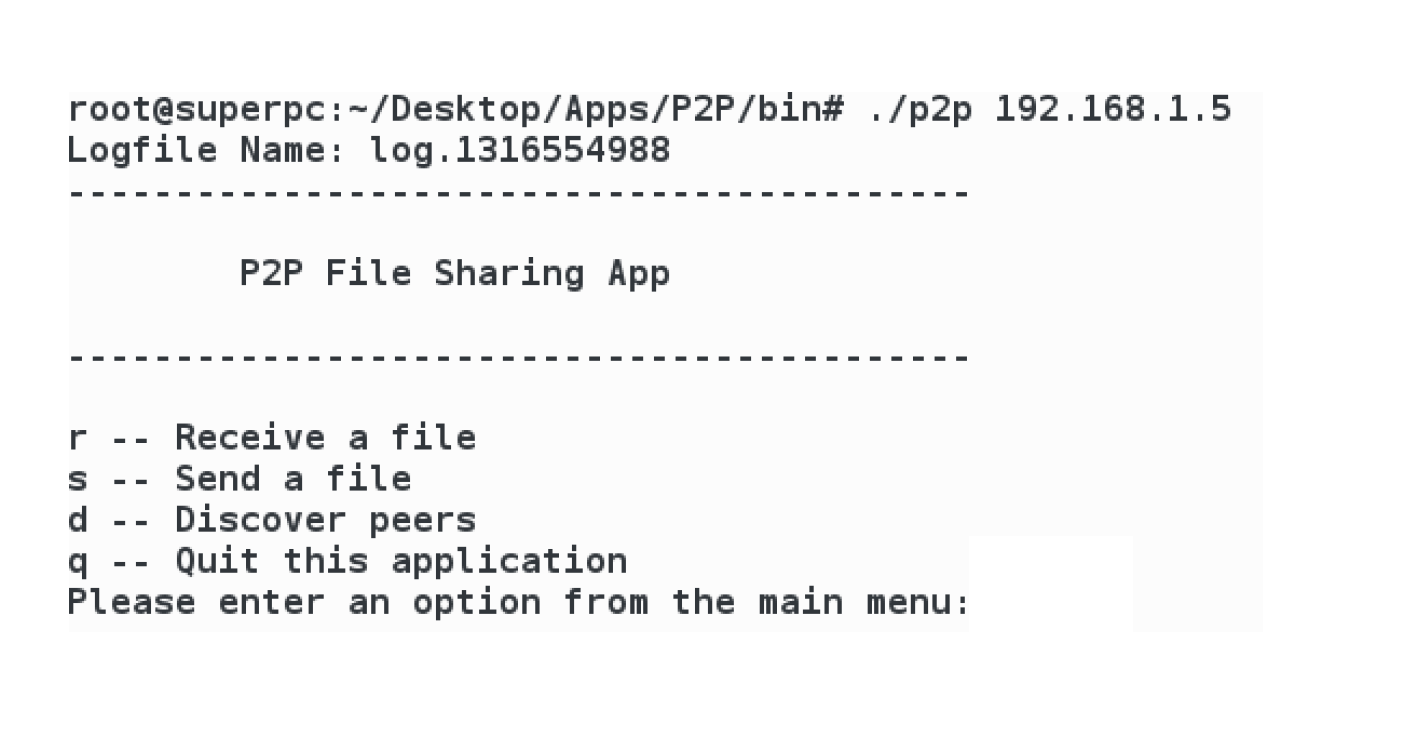 root@superpc:~/Desktop/Apps/P2P/bin# ./p2p 192.168.1.5
Logfile Name: log.1316554988
------------------------------------------
P2P File Sharing App
------------------------------------------
r -- Receive a file
s -- Send a file
d -- Discover peers
q -- Quit this application
Please enter an option from the main menu: